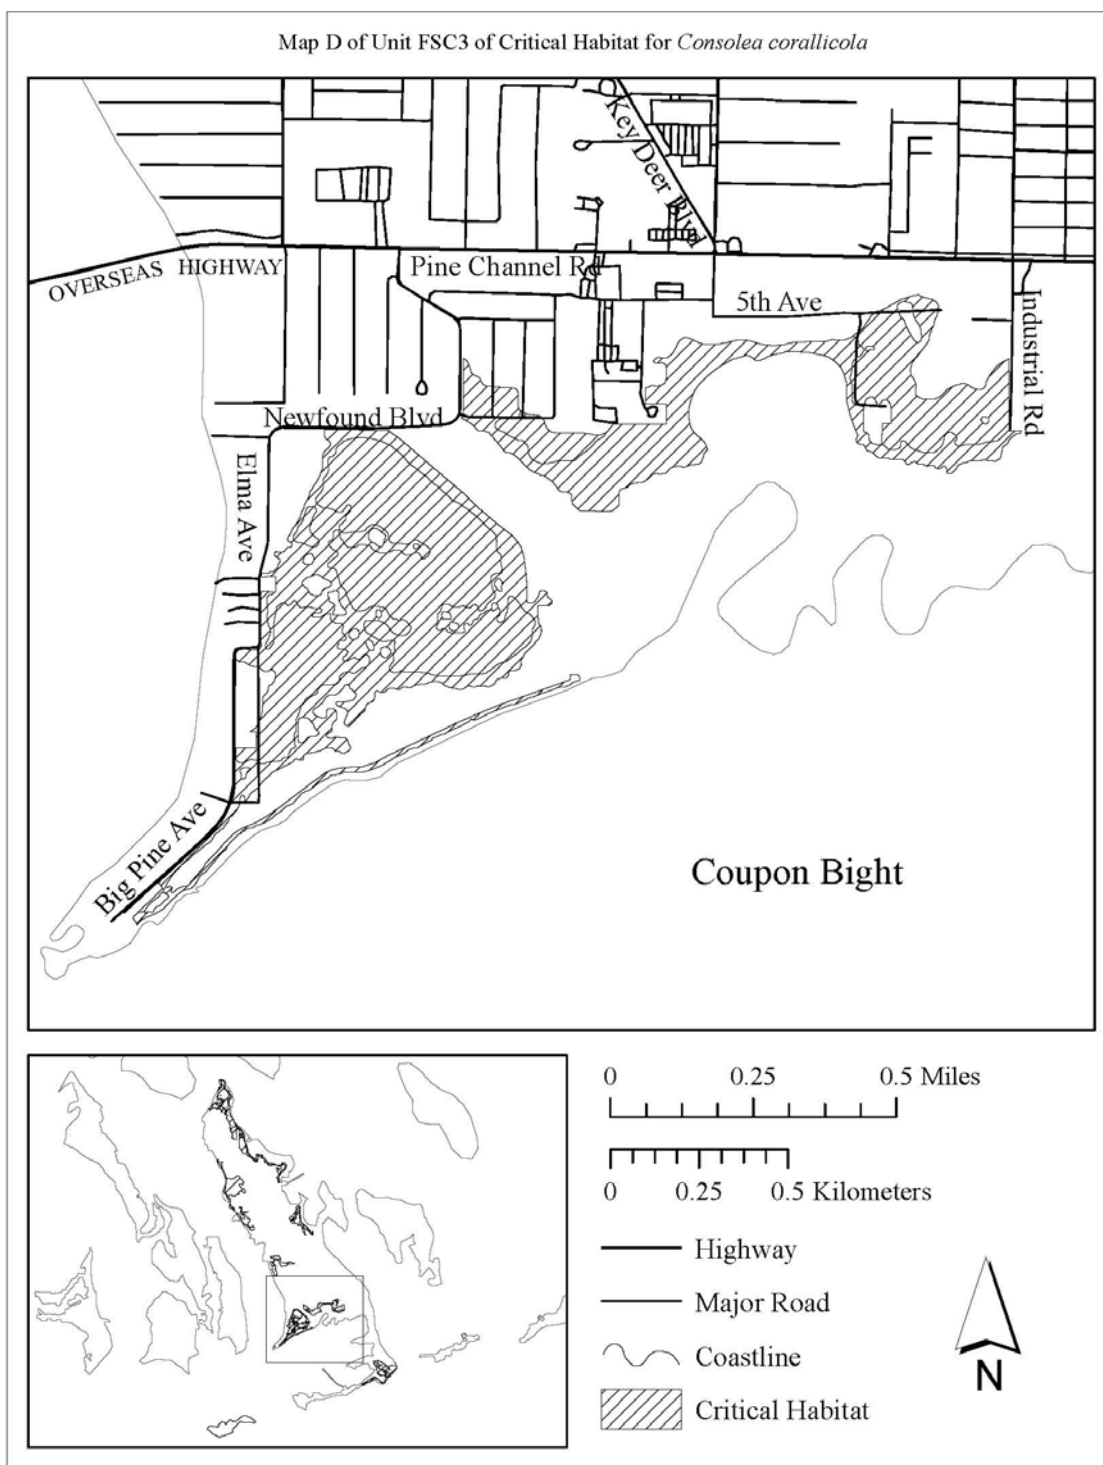 Map D of Unit FSC3 of Critical Habitat for Consolea corallicola
Key Deer Blvd
OVERSEAS HIGHWAY
Pine Channel Rd
5th Ave
Industrial Rd
Newfound Blvd
Elma Ave
Big Pine Ave
Coupon Bight
0 0.25 0.5 Miles
0 0.25 0.5 Kilometers
Highway
Major Road
Coastline
Critical Habitat
N